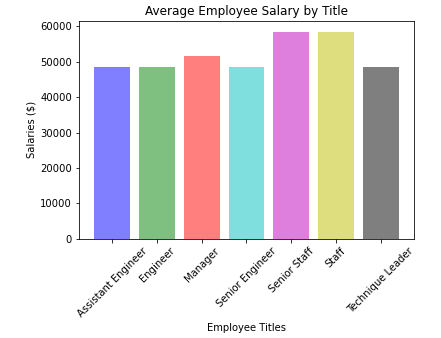 Average Employee Salary by Title
Salaries ($)
60000
50000
40000
30000
20000
10000
0
Assistant Engineer
Engineer
Manager
Senior Engineer
Senior Staff
Staff
Technique Leader
Employee Titles